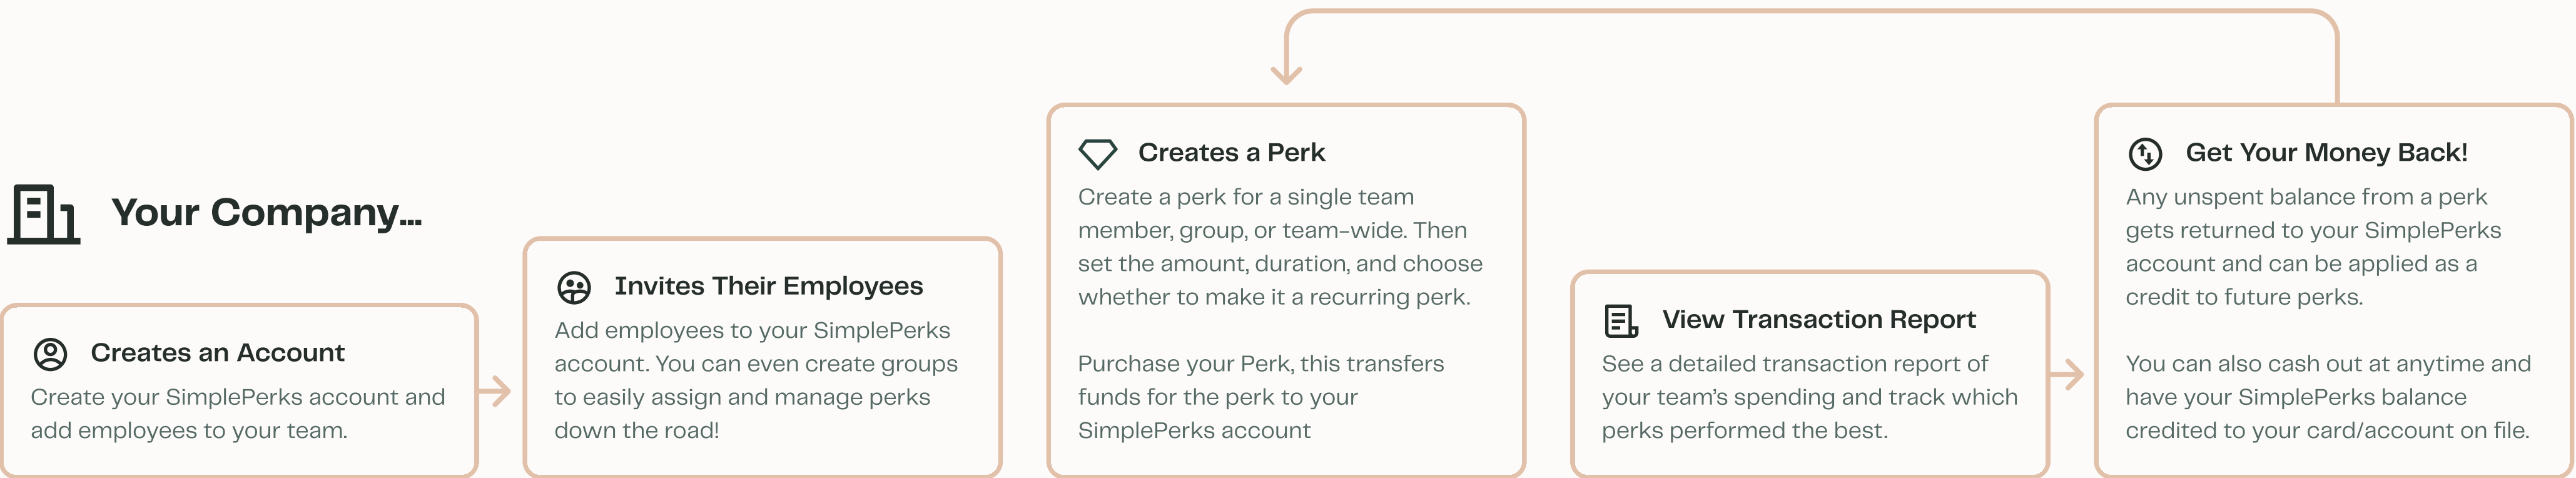 Your Company...
Creates an Account
Create your SimplePerks account and
add employees to your team.
Invites Their Employees
Add employees to your SimplePerks
account. You can even create groups
to easily assign and manage perks
down the road!
Creates a Perk
Create a perk for a single team
member, group, or team-wide. Then
set the amount, duration, and choose
whether to make it a recurring perk.
Purchase your Perk, this transfers
funds for the perk to your
SimplePerks account
View Transaction Report
See a detailed transaction report of
your team’s spending and track which
perks performed the best.
Get Your Money Back!
Any unspent balance from a perk
gets returned to your SimplePerks
account and can be applied as a
credit to future perks.
You can also cash out at anytime and
have your SimplePerks balance
credited to your card/account on file.